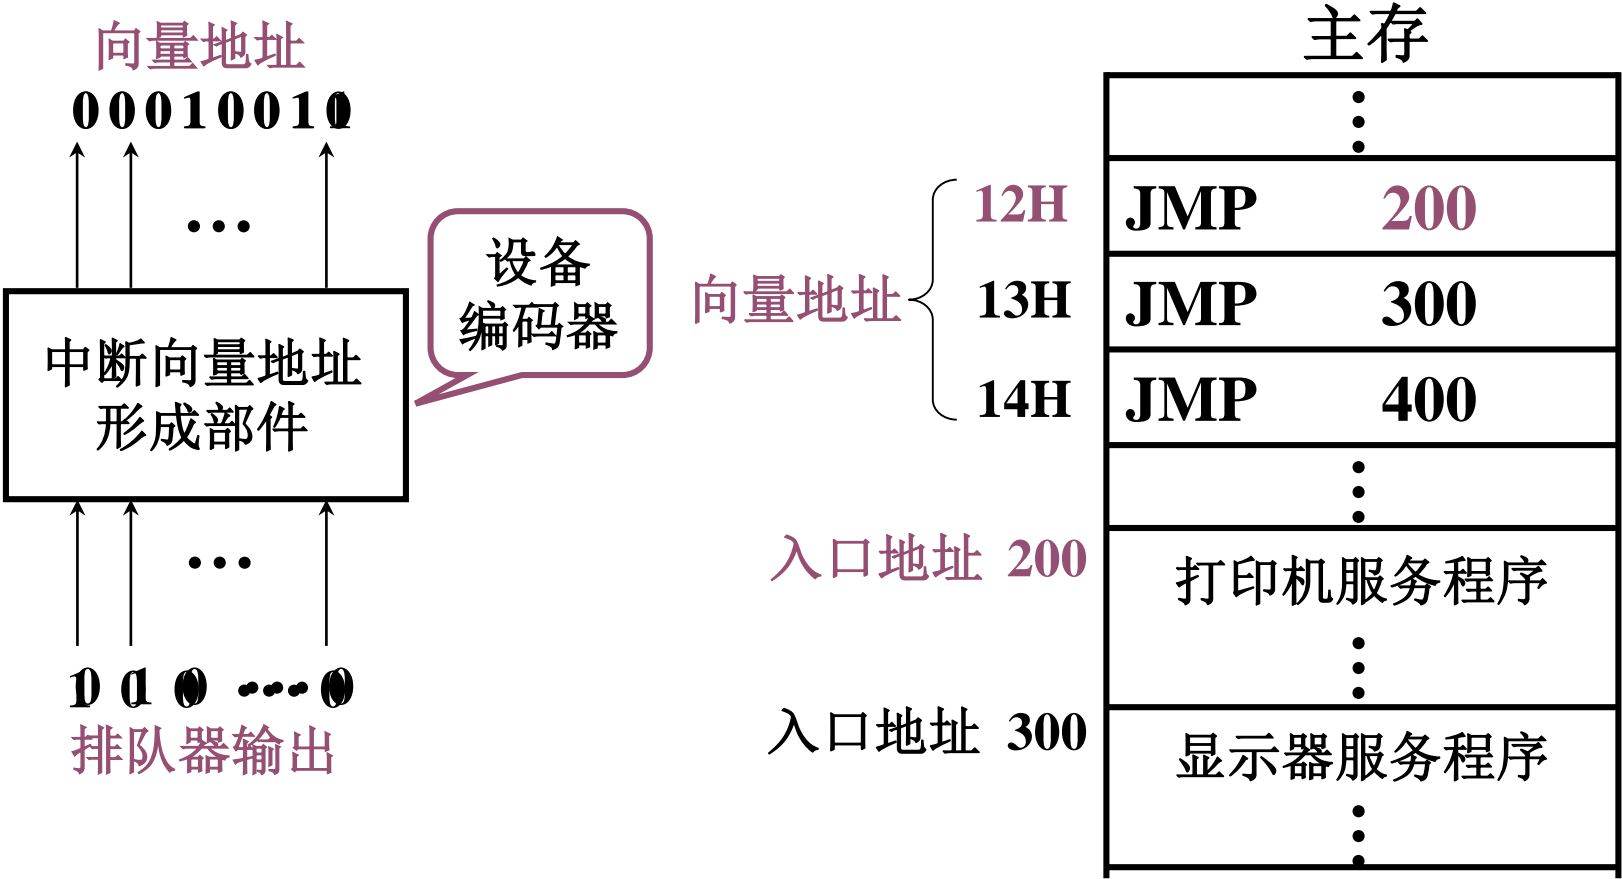 向量地址
0001001
…
设备
编码器
中断向量地址
形成部件
…
排队器输出
主存
⋮
向量地址
12H JMP 200
13H JMP 300
14H JMP 400
⋮
入口地址 200 打印机服务程序
⋮
入口地址 300 显示器服务程序
⋮